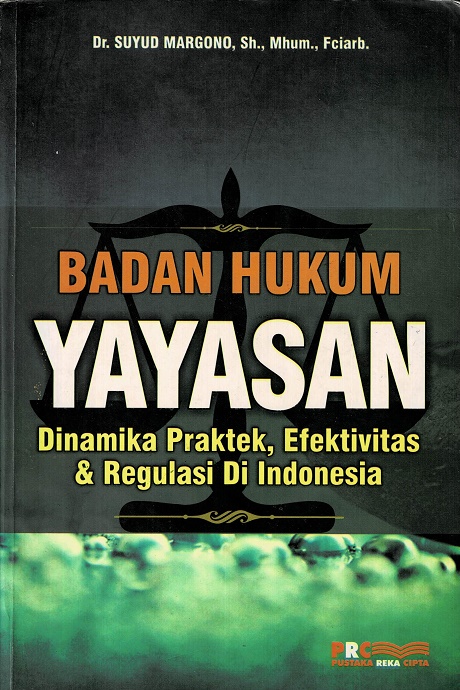 Dr. SUYUD MARGONO, Sh., Mhum., Fciarb.
BADAN HUKUM
YAYASAN
Dinamika Praktek, Efektivitas
& Regulasi Di Indonesia
PRC
PUSTAKA REKA CIPTA